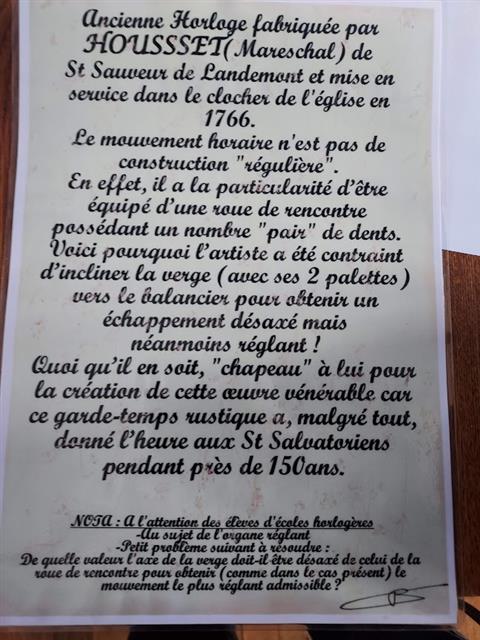 Ancienne Horloge fabriquée par
HOUSSSET (Mareschal) de
St Sauveur de Landemont et mise en
service dans le clocher de l'église en
1766.
Le mouvement horaire n'est pas de
construction "régulière".
En effet, il a la particularité d'être
équipé d'une roue de rencontre
possédant un nombre "pair" de dents.
Voici pourquoi l'artiste a été contraint
d'incliner la verge (avec ses 2 palettes)
vers le balancier pour obtenir un
échappement désaxé mais
néanmoins réglant !
Quoi qu'il en soit, "chapeau" à lui pour
la création de cette œuvre vénérable car
ce garde-temps rustique a, malgré tout,
donné l'heure aux St Salvatoriens
pendant près de 150ans.
NOTA : A l'attention des élèves d'écoles horlogères
-Au sujet de l'organe réglant
-Petit problème suivant à résoudre :
De quelle valeur l'axe de la verge doit-il être désaxé de celui de la
roue de rencontre pour obtenir (comme dans le cas présent) le
mouvement le plus réglant admissible ?